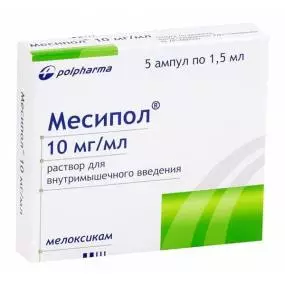 polpharma
5 ампул по 1,5 мл
Месипол®
10 мг/мл
раствор для
внутримышечного введения
мелоксикам
Месипол® 10 мг/мл